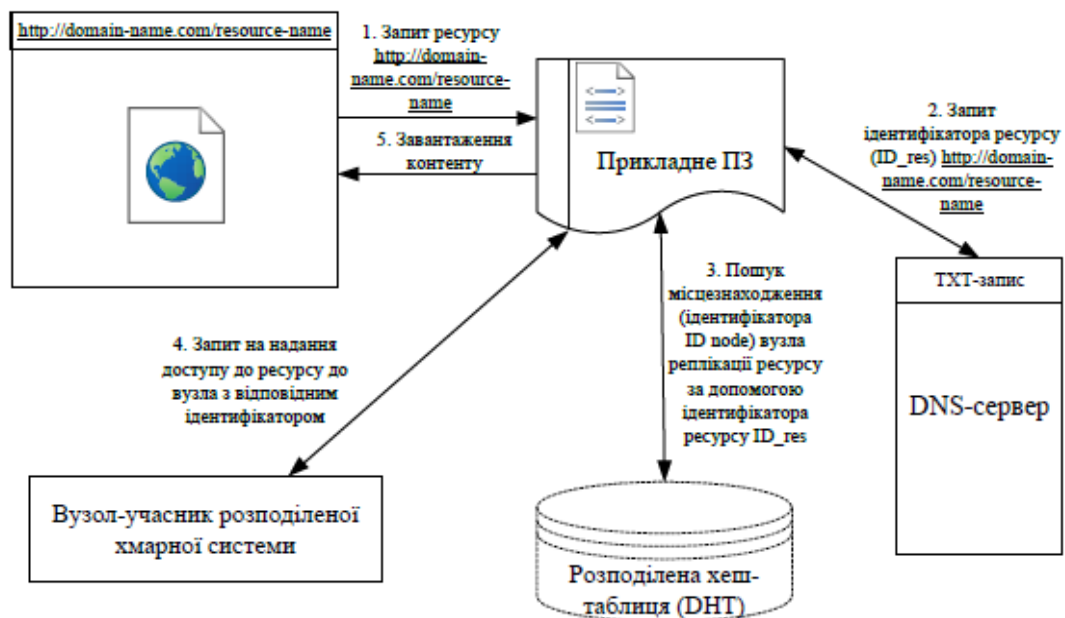 http://domain-name.com/resource-name
1. Запит ресурсу
http://domain-
name.com/resource-
name
5. Завантаження
контенту
Прикладне ПЗ
2. Запит
ідентифікатора ресурсу
(ID_res) http://domain-
name.com/resource-
name
3. Пошук
місцезнаходження
(ідентифікатора
ID node) вузла
реплікації ресурсу
за допомогою
ідентифікатора
ресурсу ID_res
ТХТ-запис
DNS-сервер
4. Запит на надання
доступу до ресурсу до
вузла з відповідним
ідентифікатором
Вузол-учасник розподіленої
хмарної системи
Розподілена хеш-
таблиця (DHT)